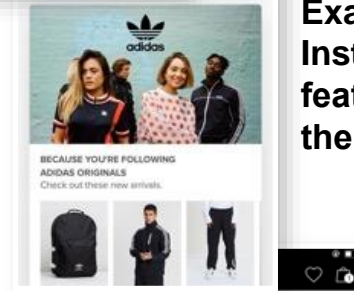 adidas
BECAUSE YOU'RE FOLLOWING
ADIDAS ORIGINALS
Check out these new arrivals.
Exa
Inst
feat
the